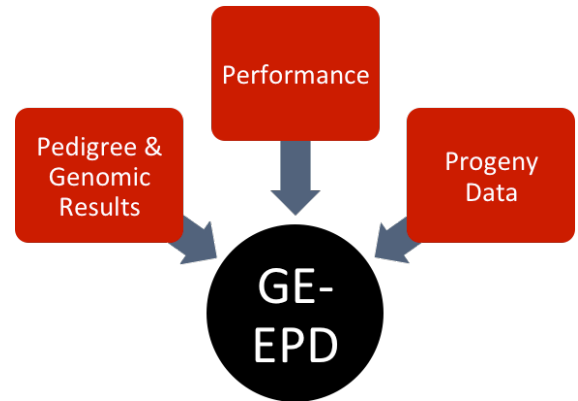 Performance
Pedigree &
Genomic
Results
Progeny
Data
GE-
EPD